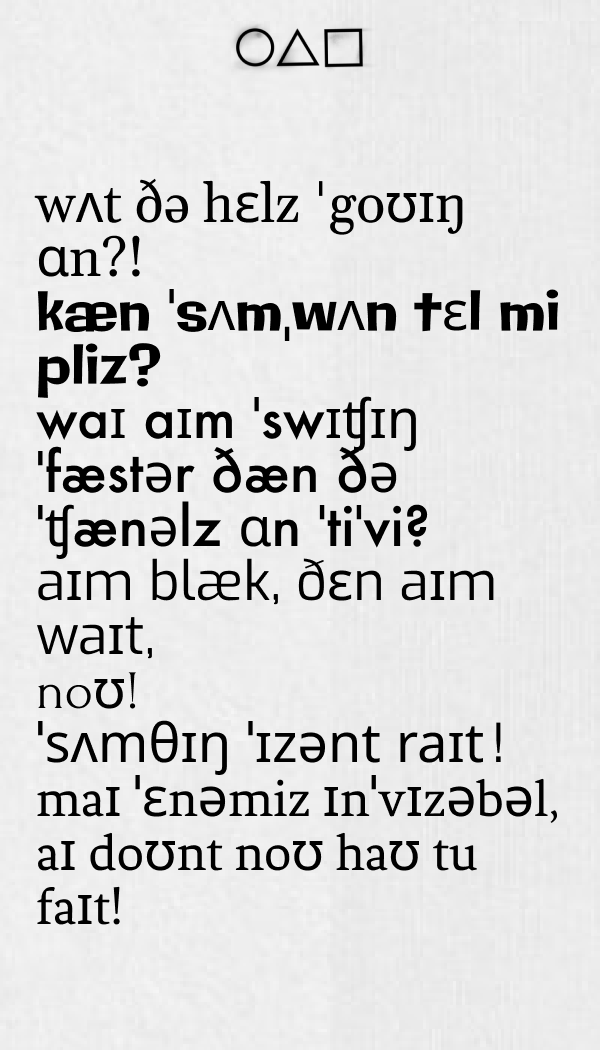 wʌt ðə hɛlz ˈgoʊɪŋ
ɑn?!
kæn ˈsʌmˌwʌn tɛl mi
pliz?
waɪ aɪm ˈswɪʧɪŋ
ˈfæstər ðæn ðə
ˈʧænəlz ɑn ˈtiˈvi?
aɪm blæk, ðɛn aɪm
waɪt,
noʊ!
ˈsʌmθɪŋ ˈɪzənt raɪt!
maɪ ˈɛnəmiz ɪnˈvɪzəbəl,
aɪ doʊnt noʊ haʊ tu
faɪt!